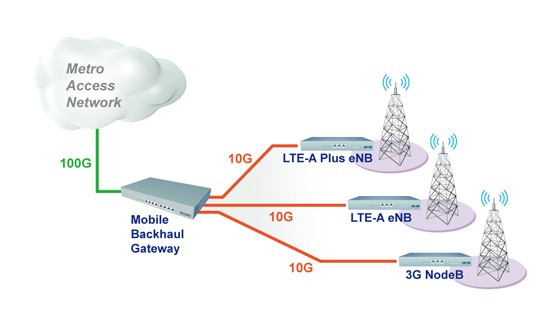 Metro
Access
Network
100G
10G
LTE-A Plus eNB
10G
LTE-A eNB
Mobile
Backhaul
Gateway
10G
3G NodeB